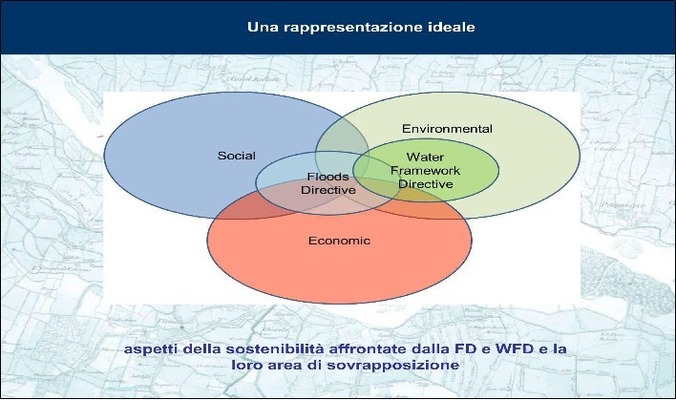 Una rappresentazione ideale
Environmental
Social
Water
Framework
Directive
Floods
Directive
Economic
aspetti della sostenibilità affrontate dalla FD e WFD e la
loro area di sovrapposizione